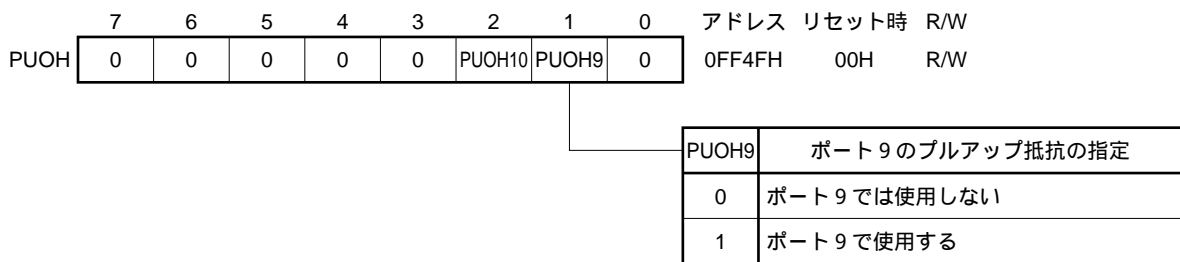 7 6 5 4 3 2 1 0 アドレス リセット時 R/W
PUOH 0 0 0 0 0 PUOH10 PUOH9 0 0FF4FH 00H R/W
PUOH9 ポート9のプルアップ抵抗の指定
0 ポート9では使用しない
1 ポート9で使用する